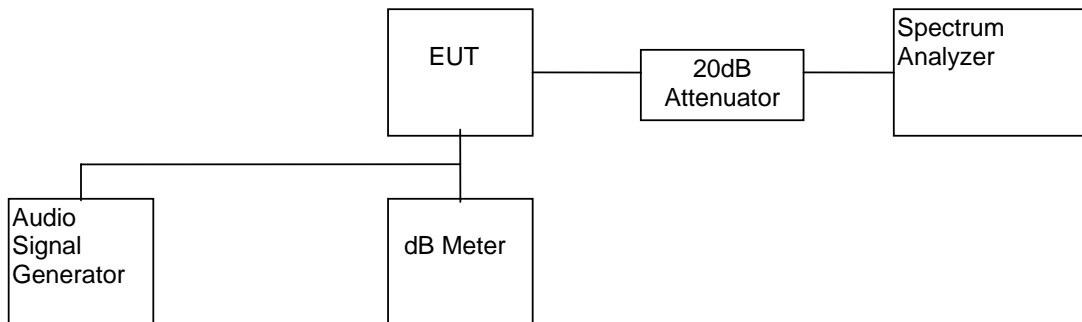 EUT
20dB
Attenuator
Spectrum
Analyzer
Audio
Signal
Generator
dB Meter